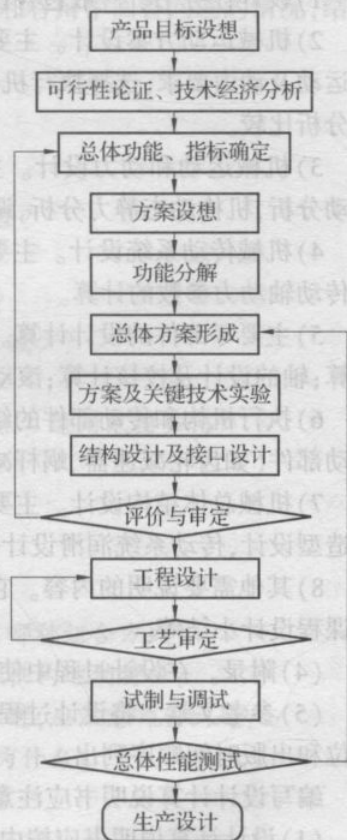 产品目标设想
可行性论证、技术经济分析
总体功能、指标确定
方案设想
功能分解
总体方案形成
方案及关键技术实验
结构设计及接口设计
评价与审定
工程设计
工艺审定
试制与调试
总体性能测试
生产设计